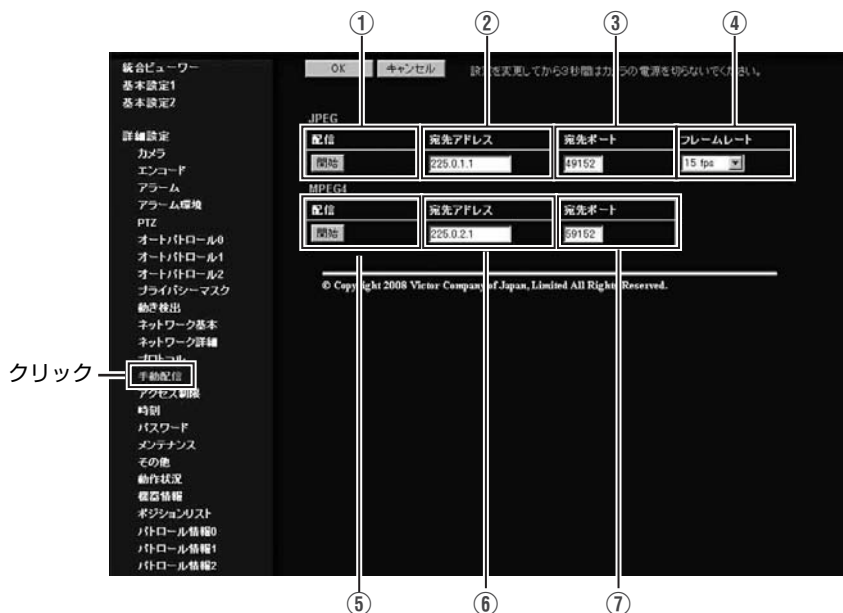 ① ② ③ ④
統合ビューワー
基本設定1
基本設定2
詳細設定
カメラ
エンコード
アラーム
アラーム環境
PTZ
オートパトロール0
オートパトロール1
オートパトロール2
プライバシーマスク
動き検出
ネットワーク基本
ネットワーク詳細
プロトコル
手動配信
クリック
アクセス制限
時刻
パスワード
メンテナンス
その他
動作状況
機器情報
ポジションリスト
パトロール情報0
パトロール情報1
パトロール情報2
OK キャンセル 設定を変更してから3秒間はカメラの電源を切らないでください。
JPEG
配信 宛先アドレス 宛先ポート フレームレート
開始 225.0.1.1 49152 15 fps
MPEG4
配信 宛先アドレス 宛先ポート
開始 225.0.2.1 59152
© Copyright 2008 Victor Company of Japan, Limited All Rights Reserved.
⑤ ⑥ ⑦